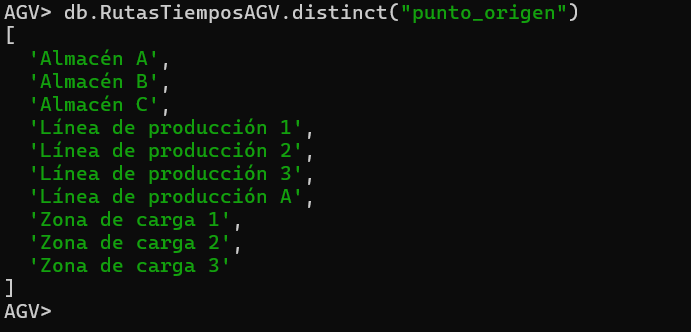 AGV> db.RutasTiemposAGV.distinct("punto_origen")
[
  'Almacén A',
  'Almacén B',
  'Almacén C',
  'Línea de producción 1',
  'Línea de producción 2',
  'Línea de producción 3',
  'Línea de producción A',
  'Zona de carga 1',
  'Zona de carga 2',
  'Zona de carga 3'
]
AGV>